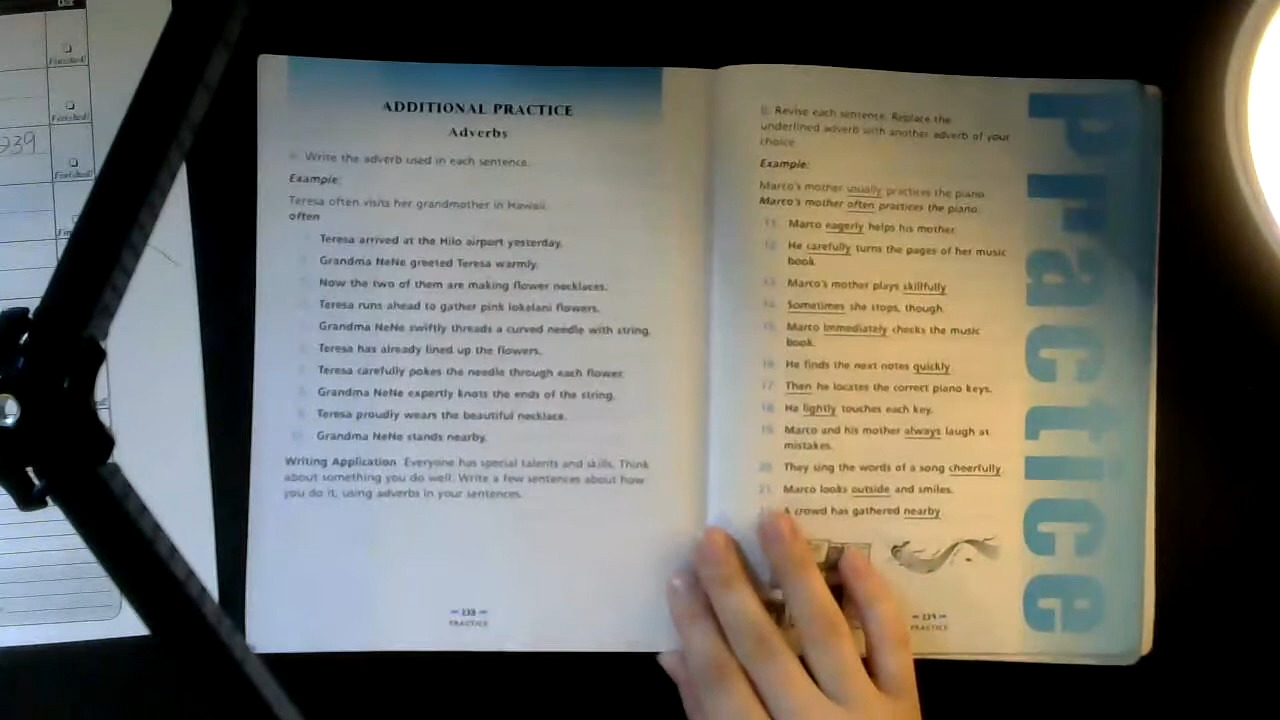 Finished!
Finished!
239
Finished!
ADDITIONAL PRACTICE
Adverbs
Write the adverb used in each sentence.
Example:
Teresa often visits her grandmother in Hawaii.
often
Teresa arrived at the Hilo airport yesterday.
Grandma NeNe greeted Teresa warmly.
Now the two of them are making flower necklaces.
Teresa runs ahead to gather pink lokelani flowers.
Grandma NeNe swiftly threads a curved needle with string.
Teresa has already lined up the flowers.
Teresa carefully pokes the needle through each flower.
Grandma NeNe expertly knots the ends of the string.
Teresa proudly wears the beautiful necklace.
10. Grandma NeNe stands nearby.
Writing Application Everyone has special talents and skills. Think
about something you do well. Write a few sentences about how
you do it, using adverbs in your sentences.
— 238 —
PRACTICE
B. Revise each sentence. Replace the
underlined adverb with another adverb of your
choice.
Example:
Marco's mother usually practices the piano.
Marco's mother often practices the piano.
11. Marco eagerly helps his mother.
12. He carefully turns the pages of her music
book.
13. Marco's mother plays skillfully.
14. Sometimes she stops, though.
15. Marco immediately checks the music
book.
16. He finds the next notes quickly.
17. Then he locates the correct piano keys.
18. He lightly touches each key.
19. Marco and his mother always laugh at
mistakes.
20. They sing the words of a song cheerfully.
21. Marco looks outside and smiles.
A crowd has gathered nearby.
— 239 —
PRACTICE
Practice